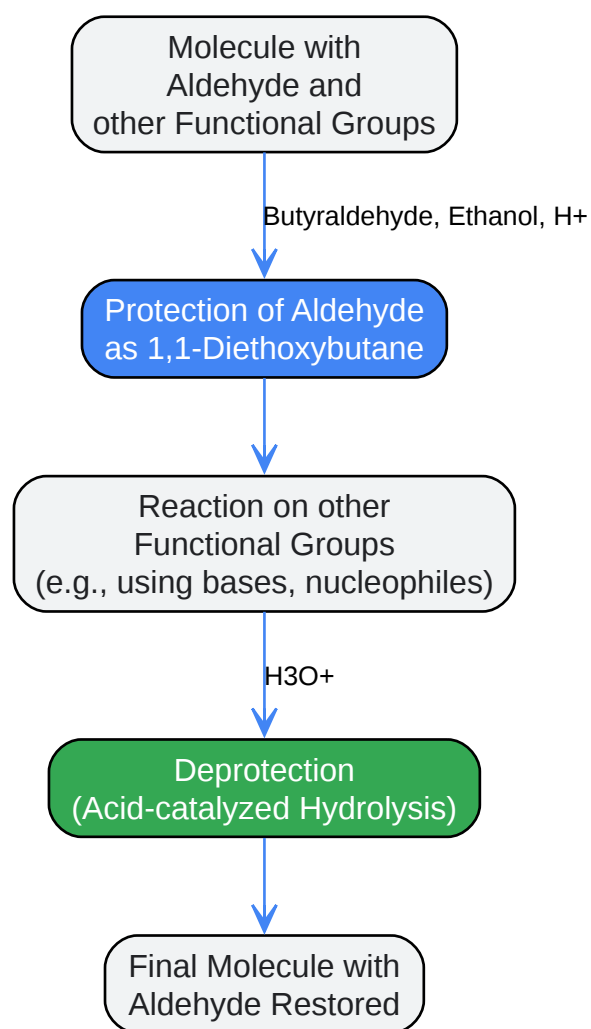 Molecule with
Aldehyde and
other Functional Groups
Butyraldehyde, Ethanol, H+
Protection of Aldehyde
as 1,1-Diethoxybutane
Reaction on other
Functional Groups
(e.g., using bases, nucleophiles)
H3O+
Deprotection
(Acid-catalyzed Hydrolysis)
Final Molecule with
Aldehyde Restored